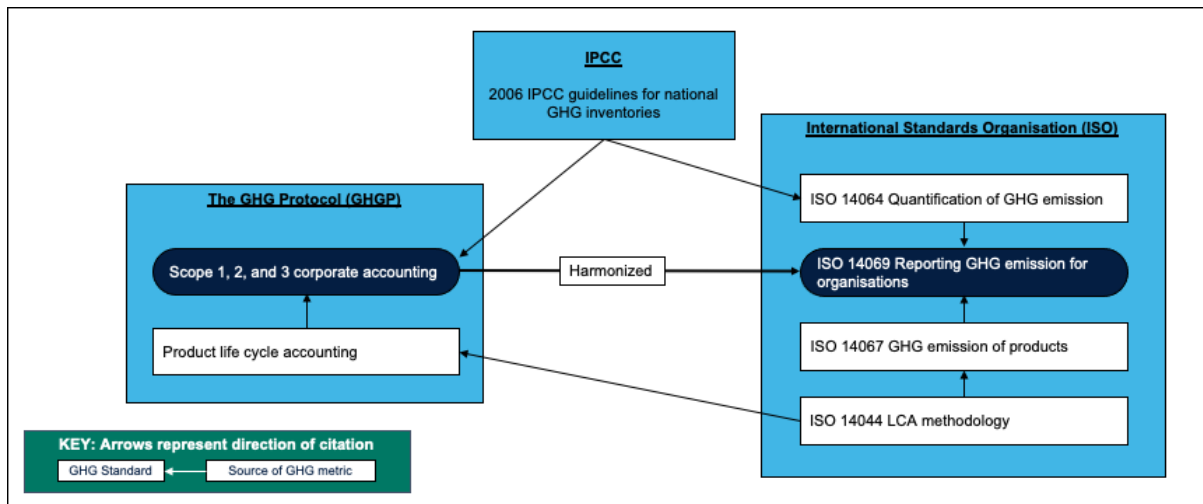 IPCC
2006 IPCC guidelines for national
GHG inventories
International Standards Organisation (ISO)
ISO 14064 Quantification of GHG emission
ISO 14069 Reporting GHG emission for
organisations
ISO 14067 GHG emission of products
ISO 14044 LCA methodology
The GHG Protocol (GHGP)
Scope 1, 2, and 3 corporate accounting
Harmonized
Product life cycle accounting
KEY: Arrows represent direction of citation
GHG Standard
Source of GHG metric